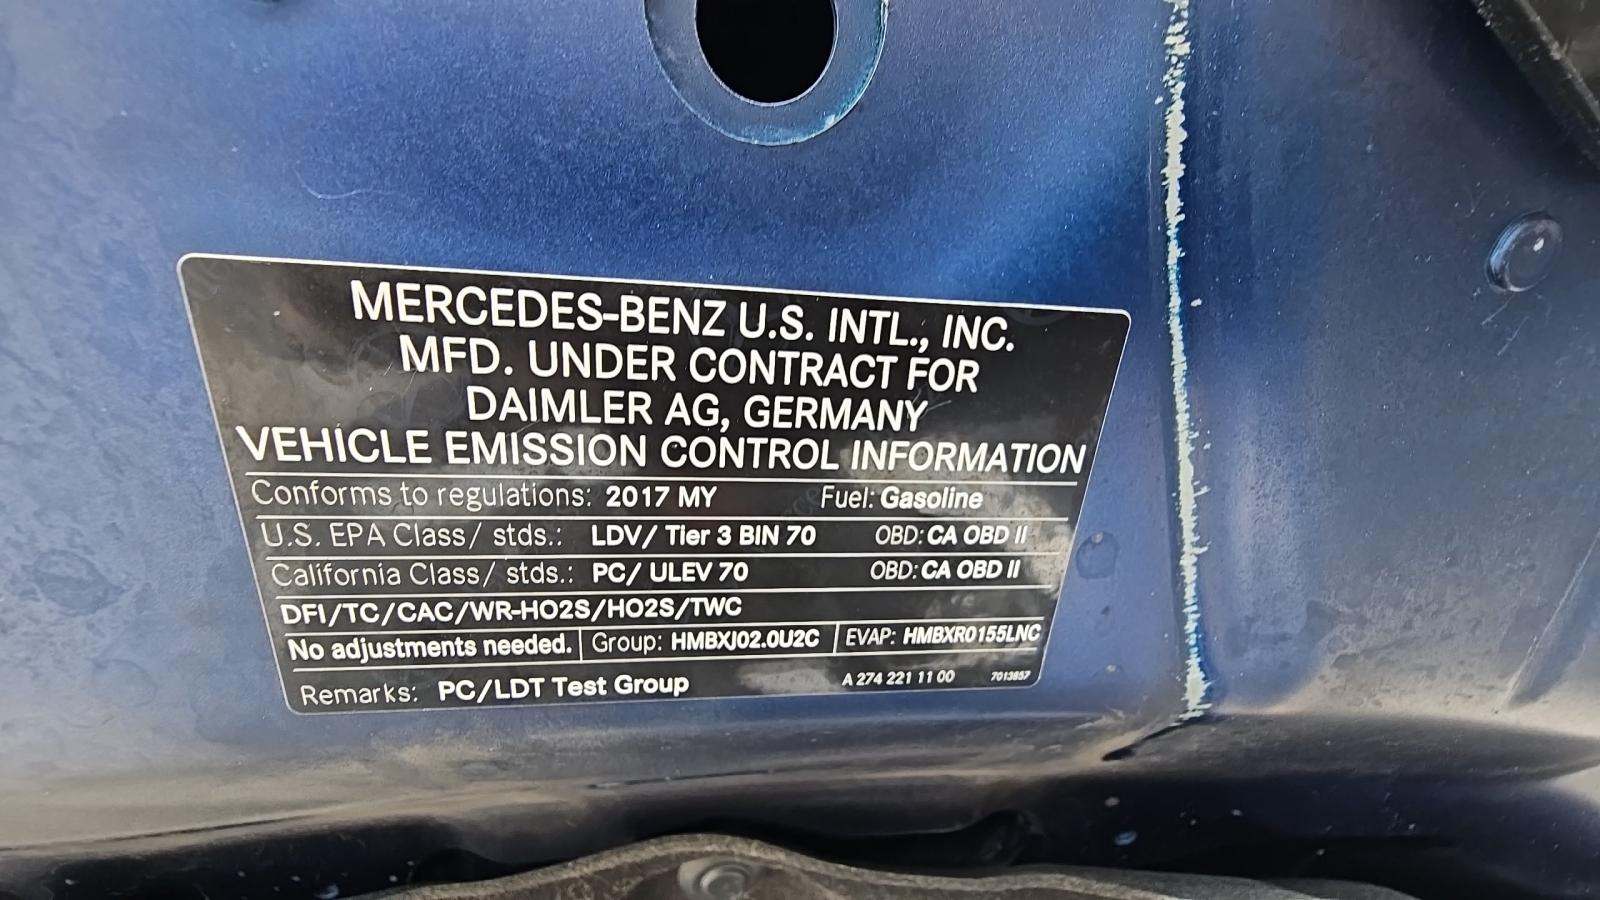 MERCEDES-BENZ U.S. INTL., INC.
MFD. UNDER CONTRACT FOR
DAIMLER AG, GERMANY
VEHICLE EMISSION CONTROL INFORMATION
Conforms to regulations: 2017 MY Fuel: Gasoline
U.S. EPA Class/ stds.: LDV/ Tier 3 BIN 70 OBD: CA OBD II
California Class/ stds.: PC/ ULEV 70 OBD: CA OBD II
DFI/TC/CAC/WR-HO2S/HO2S/TWC
No adjustments needed. Group: HMBXJ02.0U2C EVAP: HMBXR0155LNC
Remarks: PC/LDT Test Group A 274 221 11 00 7013857